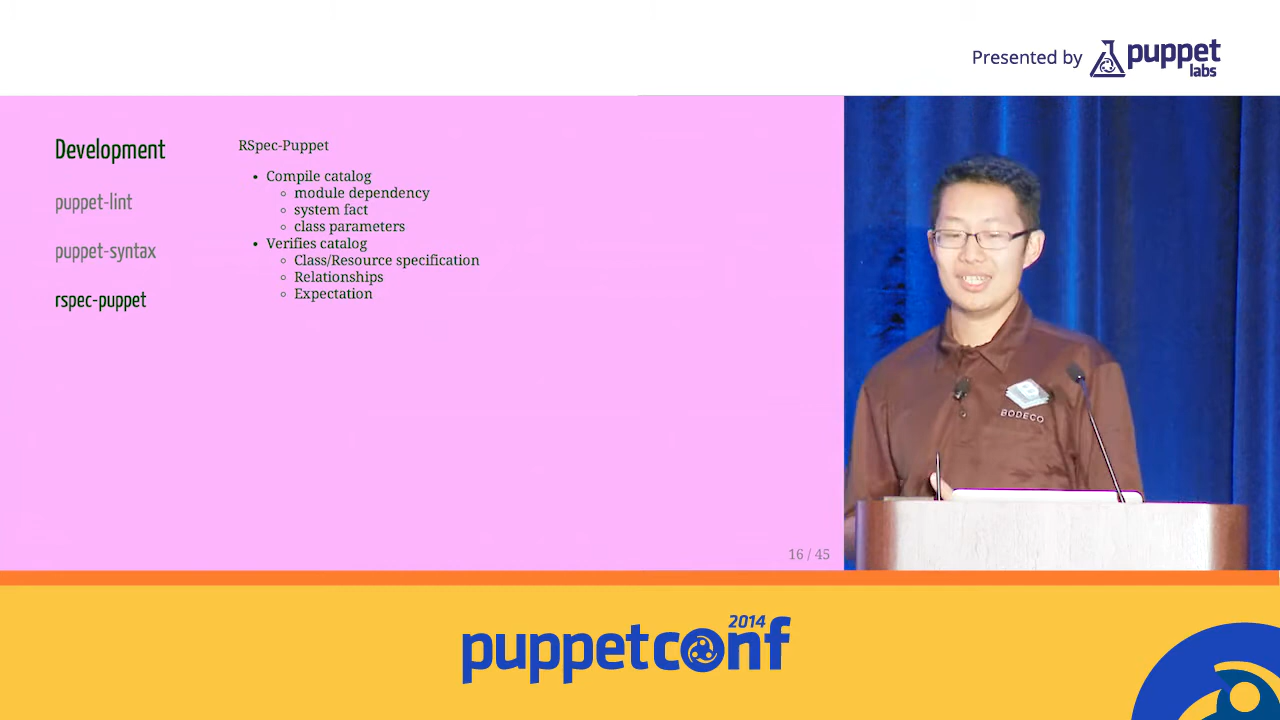 Presented by puppet labs
Development
puppet-lint
puppet-syntax
rspec-puppet
RSpec-Puppet
• Compile catalog
◦ module dependency
◦ system fact
◦ class parameters
• Verifies catalog
◦ Class/Resource specification
◦ Relationships
◦ Expectation
16 / 45
BODECO
2014
puppetconf